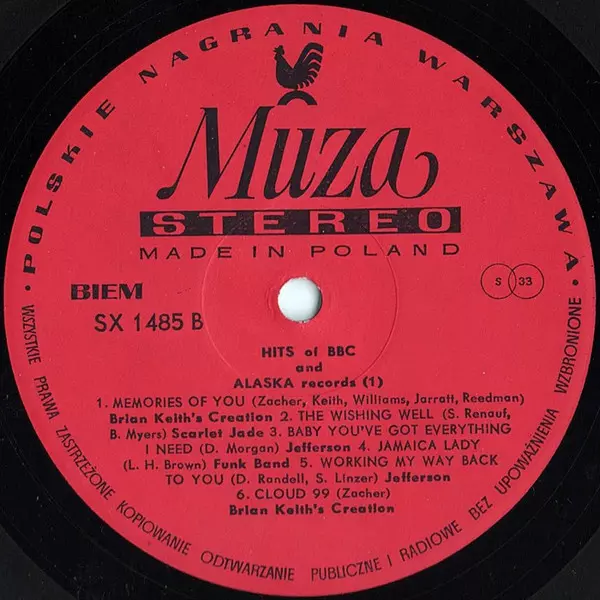 POLSKIE NAGRANIA WARSZAWA
Muza
STEREO
MADE IN POLAND
BIEM
SX 1485 B
S 33
HITS of BBC
and
ALASKA records (1)
1. MEMORIES OF YOU (Zacher, Keith, Williams, Jarratt, Reedman)
Brian Keith's Creation 2. THE WISHING WELL (S. Renauf,
B. Myers) Scarlet Jade 3. BABY YOU'VE GOT EVERYTHING
I NEED (D. Morgan) Jefferson 4. JAMAICA LADY
(L. H. Brown) Funk Band 5. WORKING MY WAY BACK
TO YOU (D. Randell, S. Linzer) Jefferson
6. CLOUD 99 (Zacher)
Brian Keith's Creation
WSZYSTKIE PRAWA ZASTRZEŻONE KOPIOWANIE ODTWARZANIE PUBLICZNE I RADIOWE BEZ UPOWAŻNIENIA WZBRONIONE